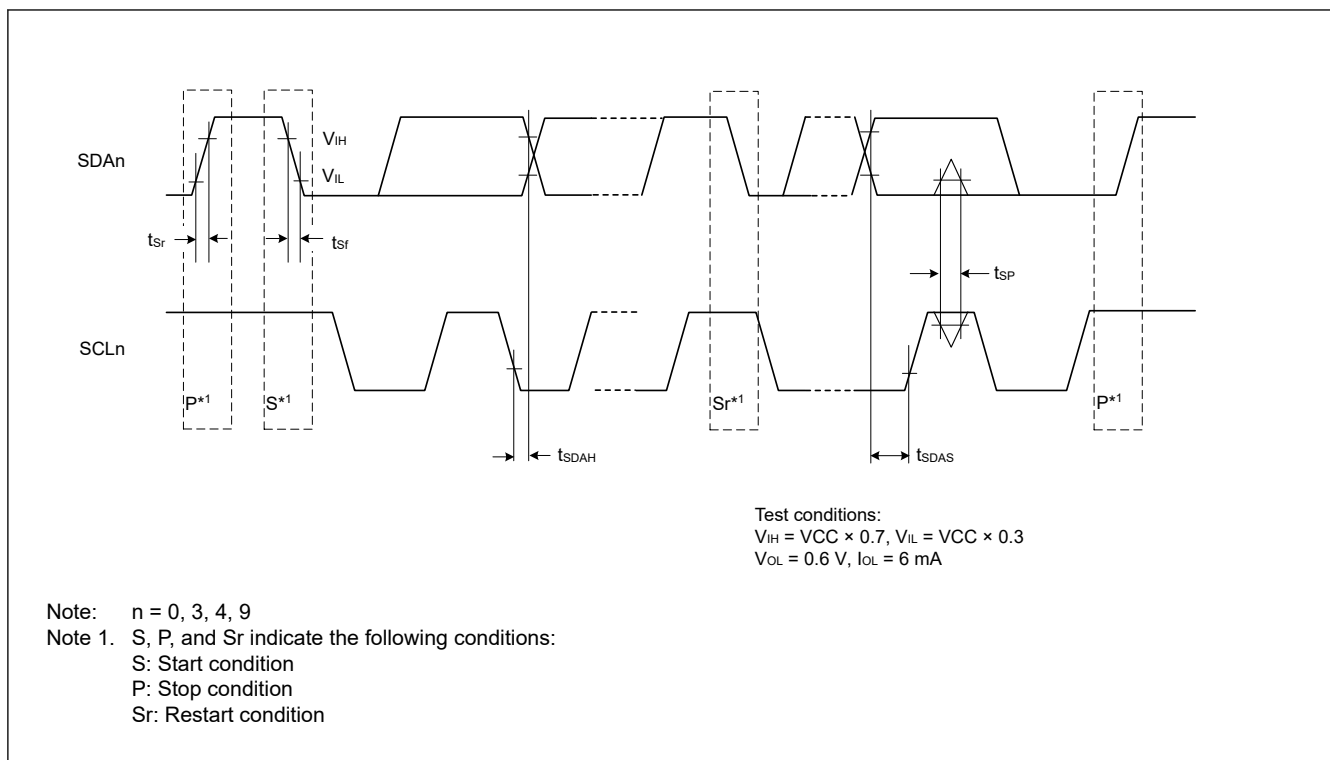 SDAn
VIH
VIL
tSr
tSf
tSP
SCLn
P*1
S*1
Sr*1
P*1
tSDAH
tSDAS
Test conditions:
VIH = VCC × 0.7, VIL = VCC × 0.3
VOL = 0.6 V, IOL = 6 mA
Note: n = 0, 3, 4, 9
Note 1. S, P, and Sr indicate the following conditions:
S: Start condition
P: Stop condition
Sr: Restart condition